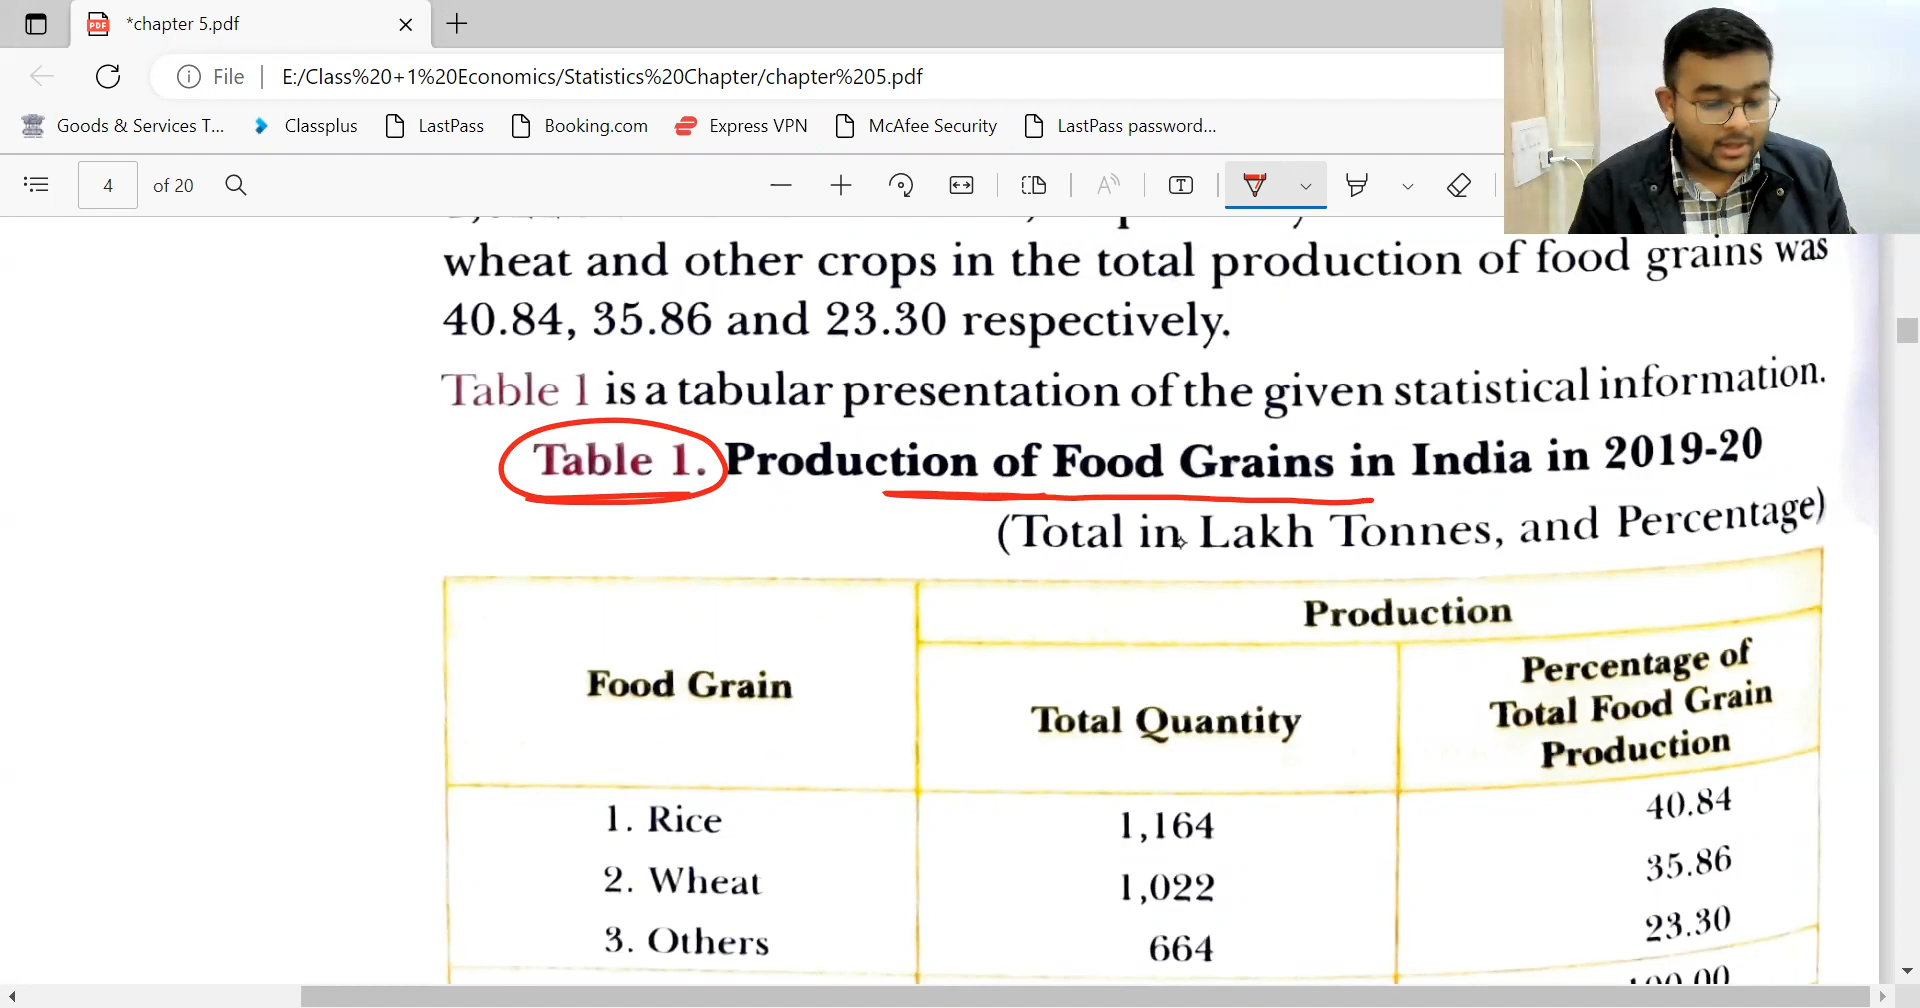 *chapter 5.pdf
File
E:/Class%20+1%20Economics/Statistics%20Chapter/chapter%205.pdf
Goods & Services T...
Classplus
LastPass
Booking.com
Express VPN
McAfee Security
LastPass password...
4 of 20
wheat and other crops in the total production of food grains was
40.84, 35.86 and 23.30 respectively.
Table 1 is a tabular presentation of the given statistical information.
Table 1. Production of Food Grains in India in 2019-20
(Total in Lakh Tonnes, and Percentage)
Food Grain
Production
Total Quantity
Percentage of
Total Food Grain
Production
1. Rice 1,164 40.84
2. Wheat 1,022 35.86
3. Others 664 23.30
100.00